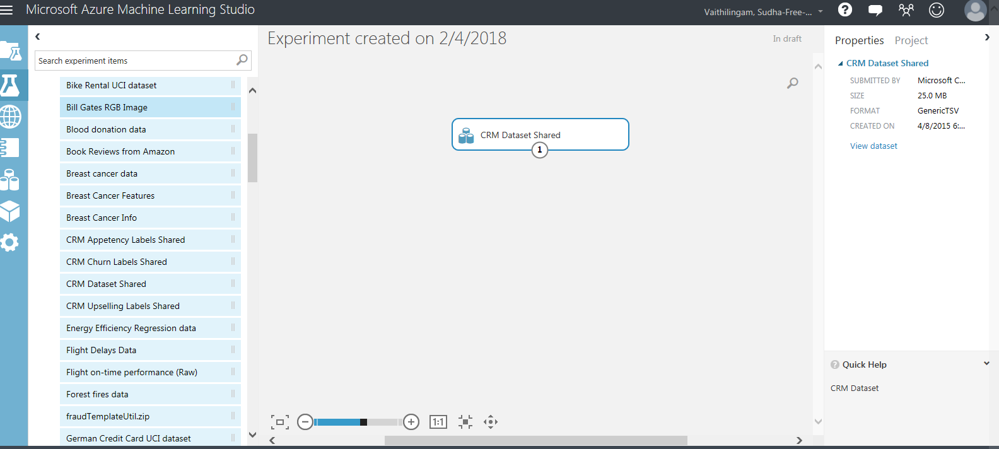 Microsoft Azure Machine Learning Studio
Vaithilingam, Sudha-Free-...
?
Search experiment items
Bike Rental UCI dataset
Bill Gates RGB Image
Blood donation data
Book Reviews from Amazon
Breast cancer data
Breast Cancer Features
Breast Cancer Info
CRM Appetency Labels Shared
CRM Churn Labels Shared
CRM Dataset Shared
CRM Upselling Labels Shared
Energy Efficiency Regression data
Flight Delays Data
Flight on-time performance (Raw)
Forest fires data
fraudTemplateUtil.zip
German Credit Card UCI dataset
Experiment created on 2/4/2018
In draft
CRM Dataset Shared
1
1:1
Properties Project
CRM Dataset Shared
SUBMITTED BY Microsoft C...
SIZE 25.0 MB
FORMAT GenericTSV
CREATED ON 4/8/2015 6:...
View dataset
? Quick Help
CRM Dataset